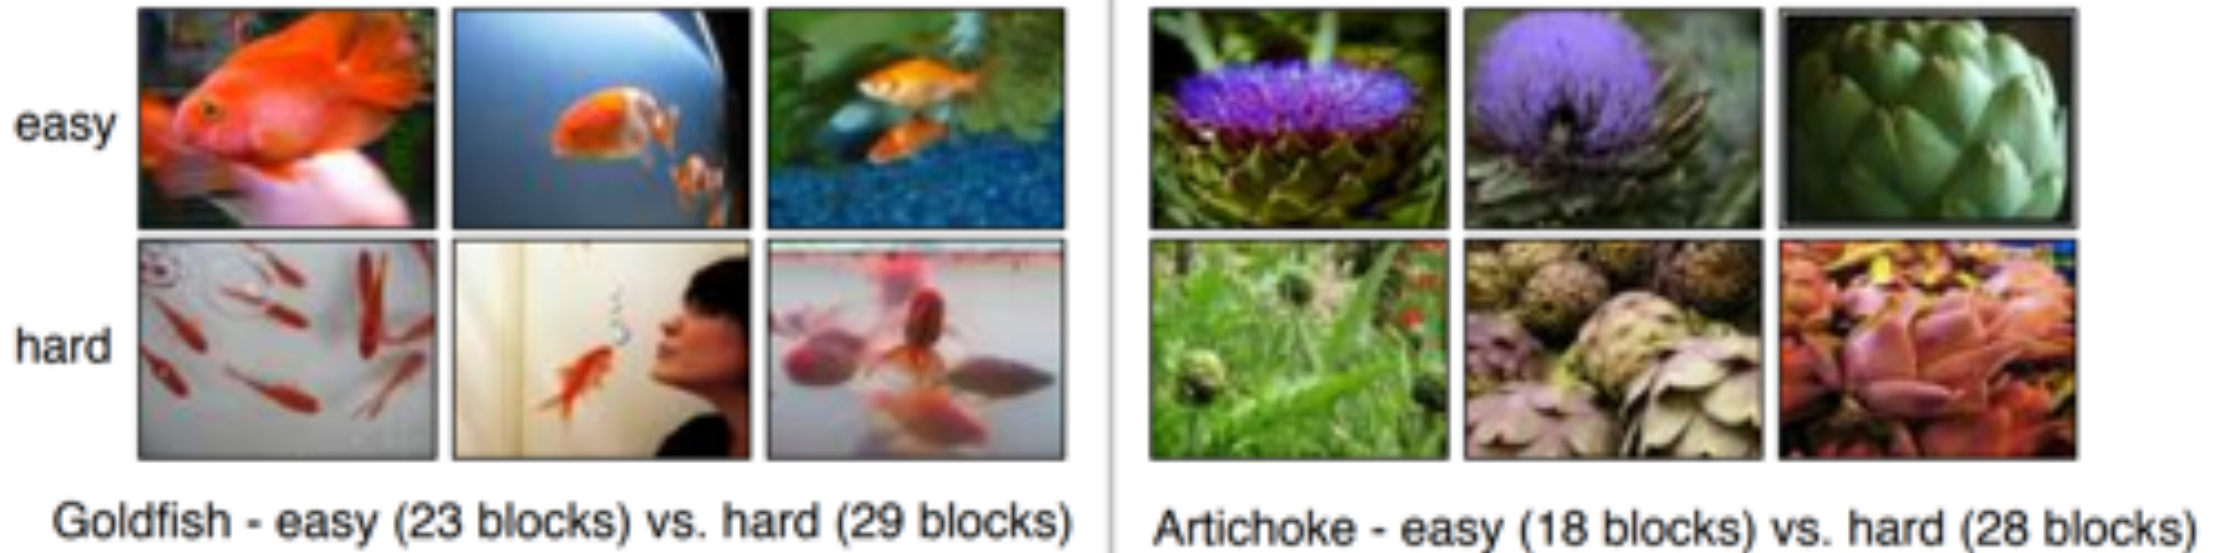 easy
hard
Goldfish - easy (23 blocks) vs. hard (29 blocks)
Artichoke - easy (18 blocks) vs. hard (28 blocks)